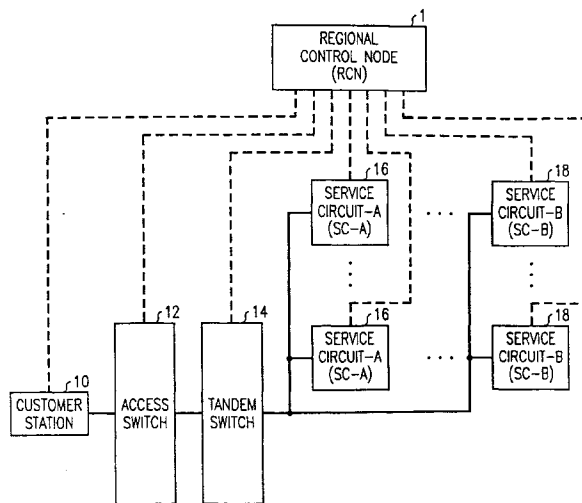 1
REGIONAL
CONTROL NODE
(RCN)
16
SERVICE
CIRCUIT-A
(SC-A)
18
SERVICE
CIRCUIT-B
(SC-B)
12
14
16
SERVICE
CIRCUIT-A
(SC-A)
18
SERVICE
CIRCUIT-B
(SC-B)
10
CUSTOMER
STATION
ACCESS
SWITCH
TANDEM
SWITCH